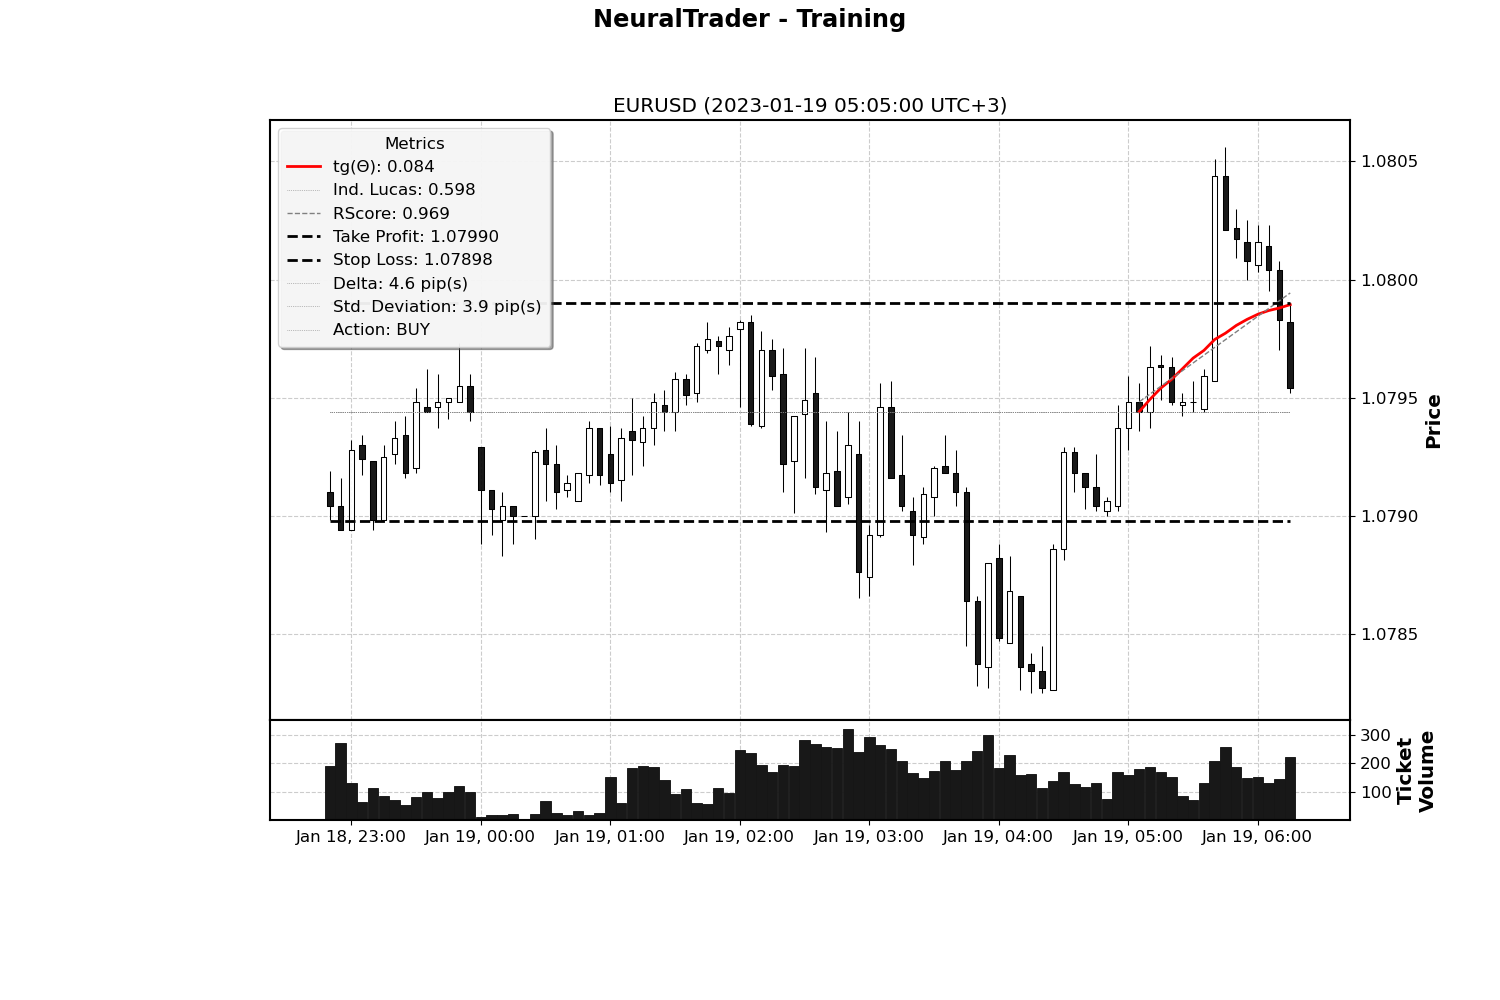 NeuralTrader - Training
EURUSD (2023-01-19 05:05:00 UTC+3)
Metrics
tg(Θ): 0.084
Ind. Lucas: 0.598
RScore: 0.969
Take Profit: 1.07990
Stop Loss: 1.07898
Delta: 4.6 pip(s)
Std. Deviation: 3.9 pip(s)
Action: BUY
1.0805
1.0800
1.0795
1.0790
1.0785
Price
300
200
100
Ticket
Volume
Jan 18, 23:00
Jan 19, 00:00
Jan 19, 01:00
Jan 19, 02:00
Jan 19, 03:00
Jan 19, 04:00
Jan 19, 05:00
Jan 19, 06:00